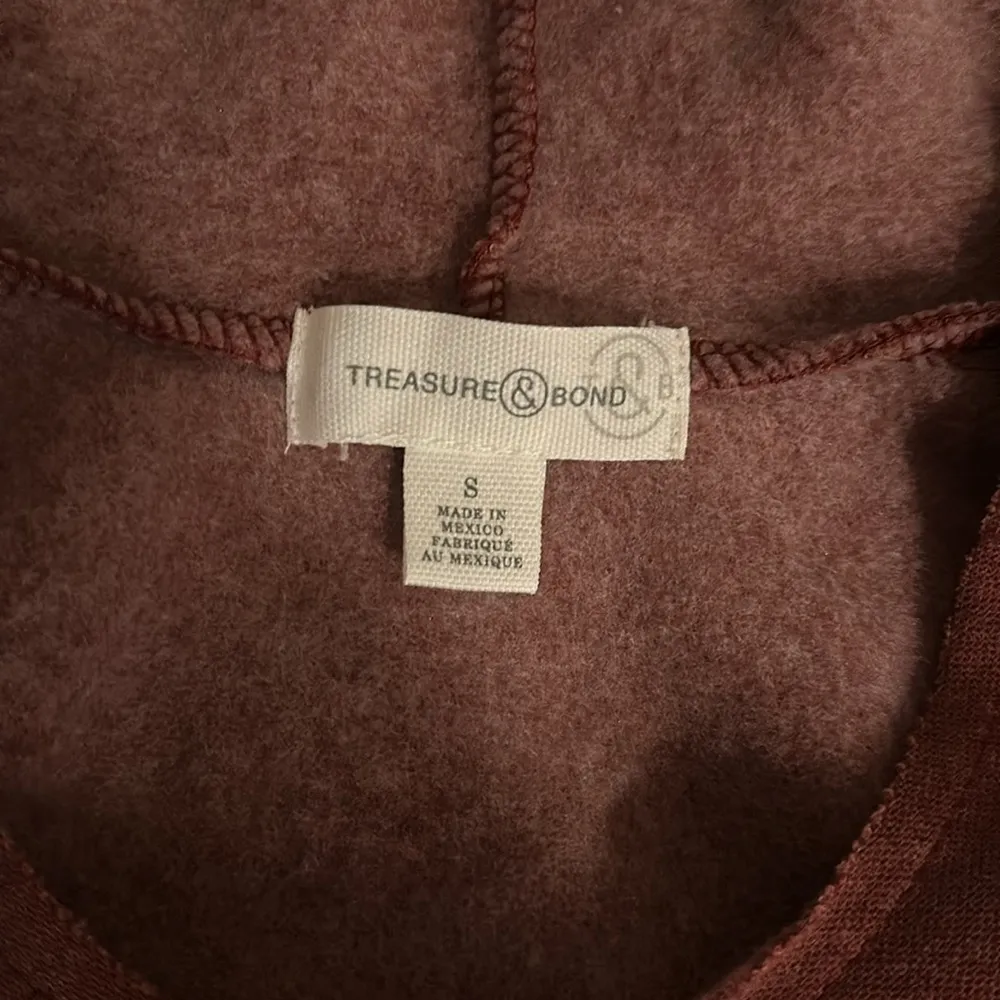 TREASURE & BOND
& B.
S
MADE IN
MEXICO
FABRIQUÉ
AU MEXIQUE